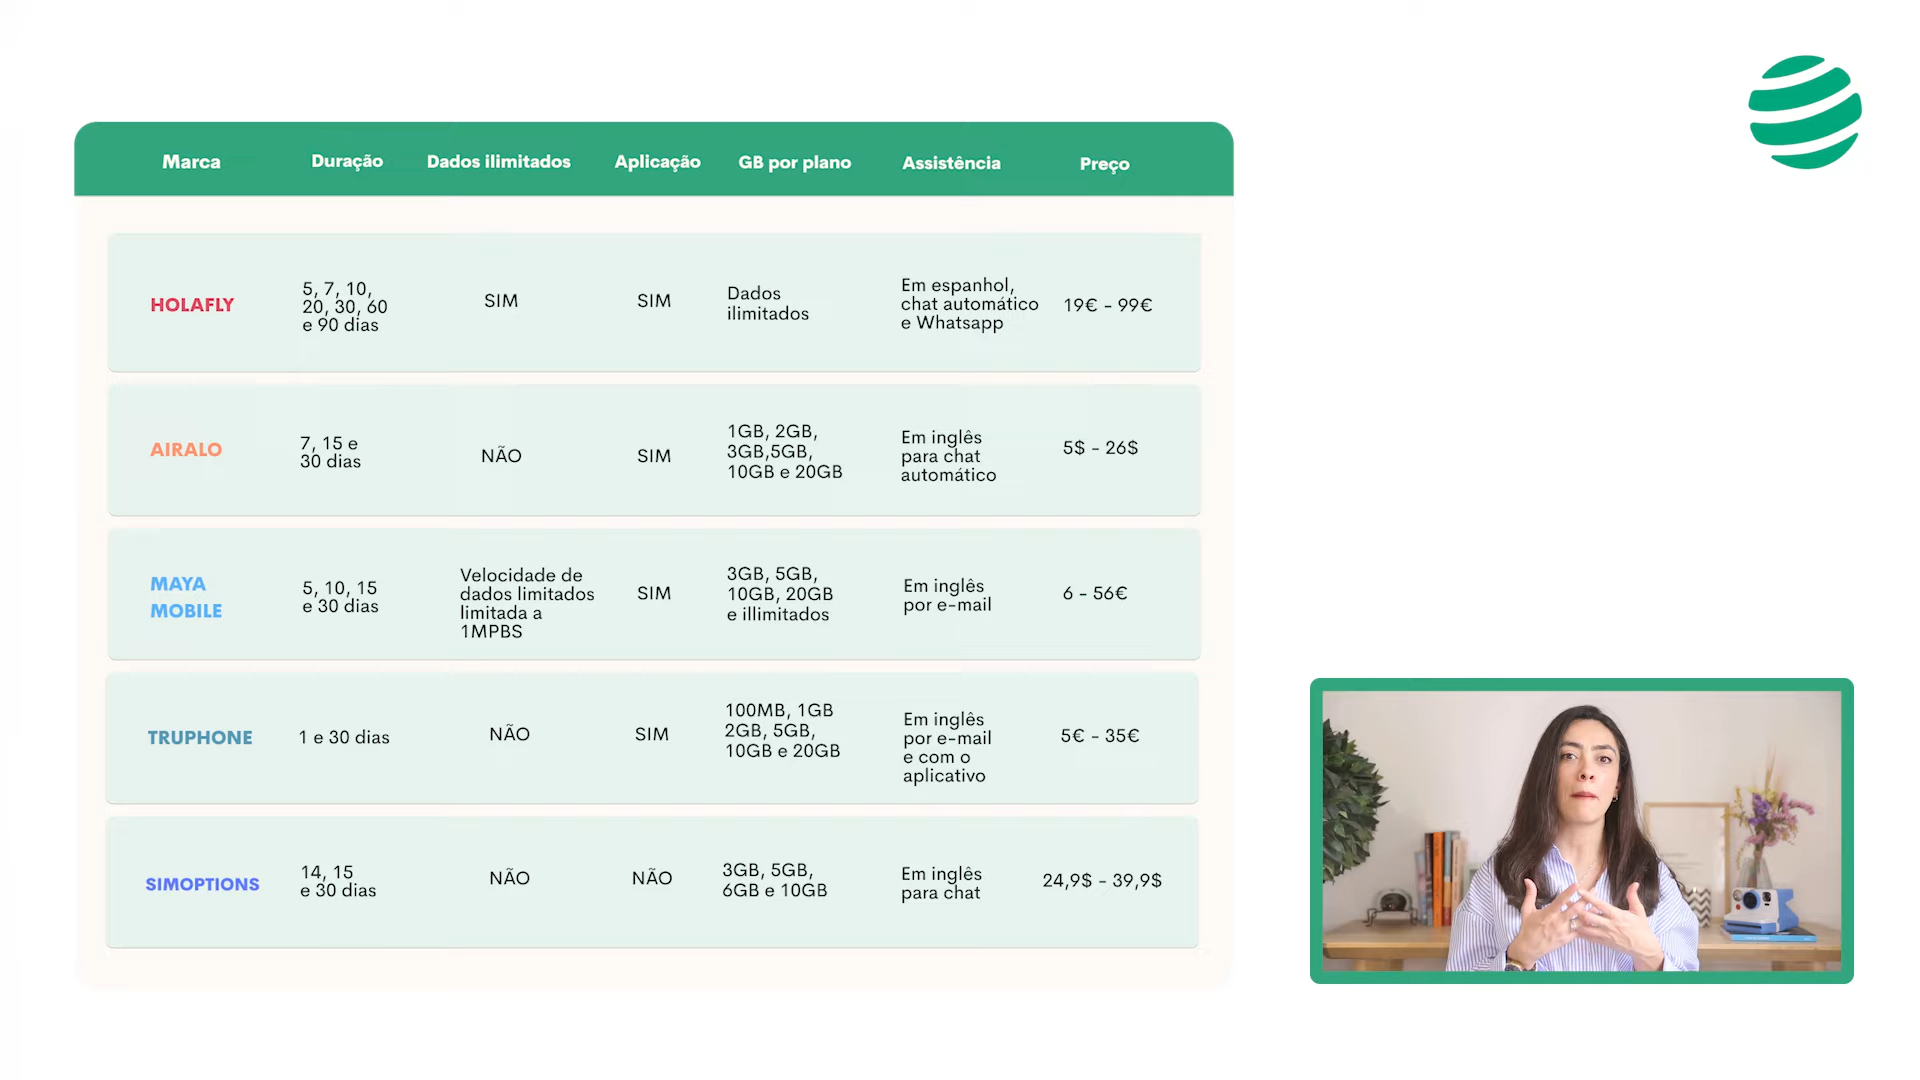 Marca Duração Dados ilimitados Aplicação GB por plano Assistência Preço
HOLAFLY
5, 7, 10,
20, 30, 60
e 90 dias
SIM
SIM
Dados
ilimitados
Em espanhol,
chat automático
e Whatsapp
19€ - 99€
AIRALO
7, 15 e
30 dias
NÃO
SIM
1GB, 2GB,
3GB,5GB,
10GB e 20GB
Em inglês
para chat
automático
5$ - 26$
MAYA
MOBILE
5, 10, 15
e 30 dias
Velocidade de
dados limitados
limitada a
1MPBS
SIM
3GB, 5GB,
10GB, 20GB
e illimitados
Em inglês
por e-mail
6 - 56€
TRUPHONE
1 e 30 dias
NÃO
SIM
100MB, 1GB
2GB, 5GB,
10GB e 20GB
Em inglês
por e-mail
e com o
aplicativo
5€ - 35€
SIMOPTIONS
14, 15
e 30 dias
NÃO
NÃO
3GB, 5GB,
6GB e 10GB
Em inglês
para chat
24,9$ - 39,9$